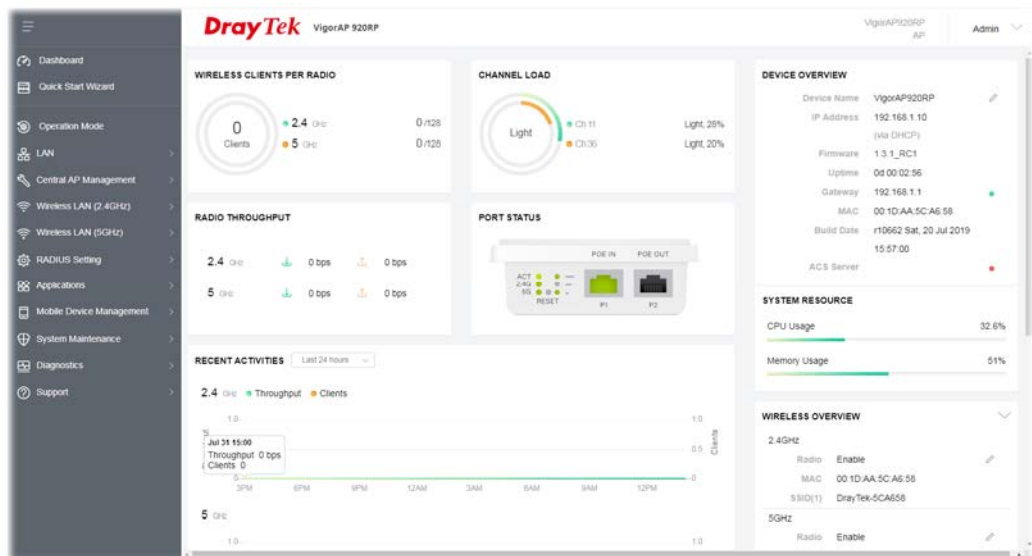 DrayTek VigorAP 920RP
VigorAP920RP
AP
Admin
Dashboard
Quick Start Wizard
Operation Mode
LAN
Central AP Management
Wireless LAN (2.4GHz)
Wireless LAN (5GHz)
RADIUS Setting
Applications
Mobile Device Management
System Maintenance
Diagnostics
Support
WIRELESS CLIENTS PER RADIO
0
Clients
2.4 GHz 0 /128
5 GHz 0 /128
CHANNEL LOAD
Light
Ch 11 Light, 28%
Ch 36 Light, 20%
RADIO THROUGHPUT
2.4 GHz 0 bps 0 bps
5 GHz 0 bps 0 bps
PORT STATUS
POE IN POE OUT
ACT
2.4G
5G
RESET
P1 P2
RECENT ACTIVITIES Last 24 hours
2.4 GHz Throughput Clients
1.0 1.0
0.5
Clients
Jul 31 15:00
Throughput 0 bps
Clients 0
0 0
3PM 6PM 9PM 12AM 3AM 6AM 9AM 12PM
5 GHz
1.0 1.0
DEVICE OVERVIEW
Device Name VigorAP920RP
IP Address 192.168.1.10
(via DHCP)
Firmware 1.3.1_RC1
Uptime 0d 00:02:56
Gateway 192.168.1.1
MAC 00:1D:AA:5C:A6:58
Build Date r10662 Sat, 20 Jul 2019
15:57:00
ACS Server
SYSTEM RESOURCE
CPU Usage 32.6%
Memory Usage 51%
WIRELESS OVERVIEW
2.4GHz
Radio Enable
MAC 00:1D:AA:5C:A6:58
SSID(1) DrayTek-5CA658
5GHz
Radio Enable